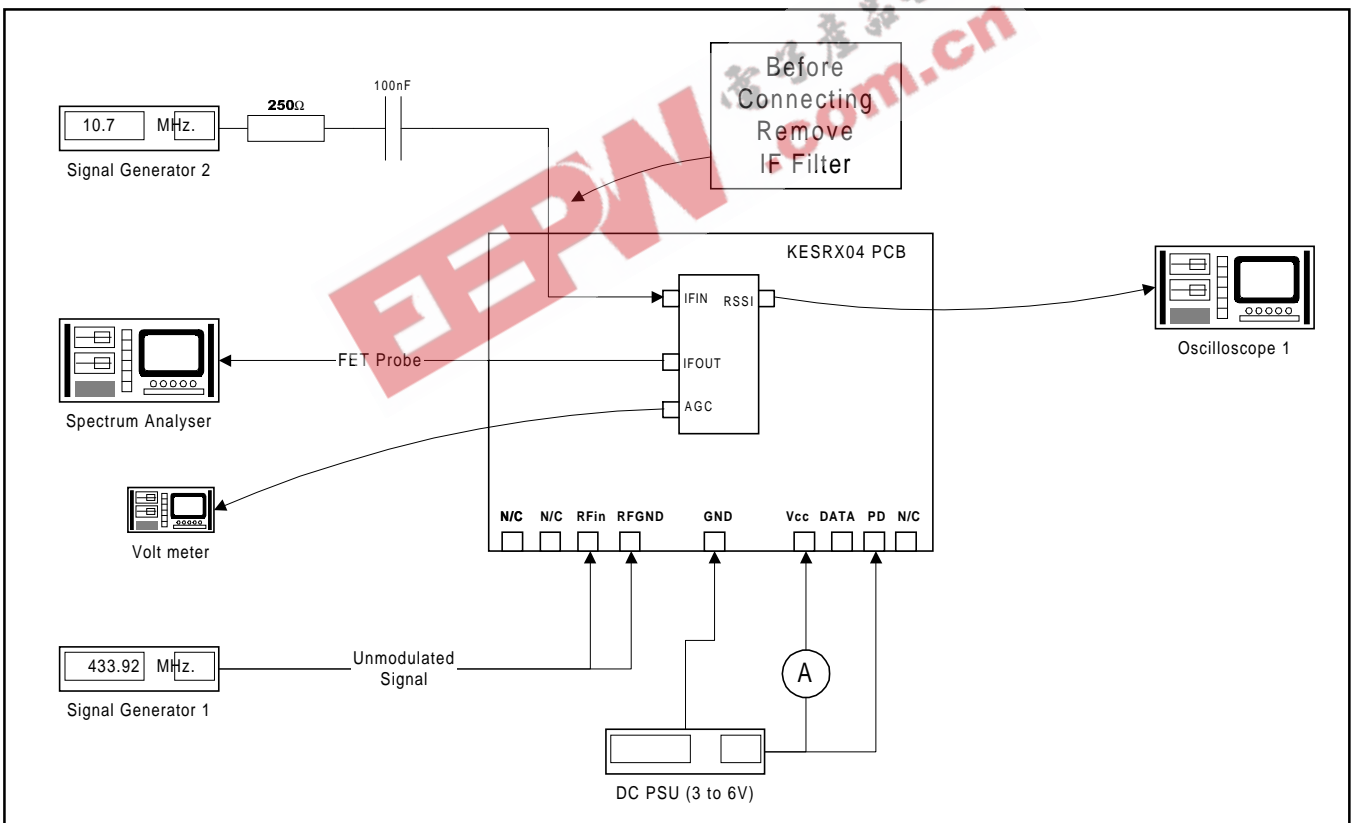 Before
Connecting
Remove
IF Filter
100nF
250Ω
10.7 MHz.
Signal Generator 2
KESRX04 PCB
IFIN RSSI
IFOUT
AGC
FET Probe
Spectrum Analyser
Oscilloscope 1
Volt meter
N/C N/C RFin RFGND GND Vcc DATA PD N/C
433.92 MHz.
Signal Generator 1
Unmodulated
Signal
A
DC PSU (3 to 6V)
EEPW
.com.cn